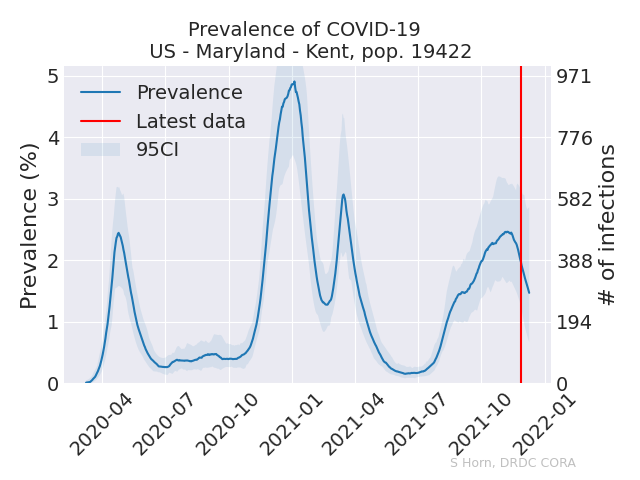 Prevalence of COVID-19
US - Maryland - Kent, pop. 19422
Prevalence (%)
5
4
3
2
1
0
Prevalence
Latest data
95CI
971
776
582
388
194
0
# of infections
2020-04
2020-07
2020-10
2021-01
2021-04
2021-07
2021-10
2022-01
S Horn, DRDC CORA